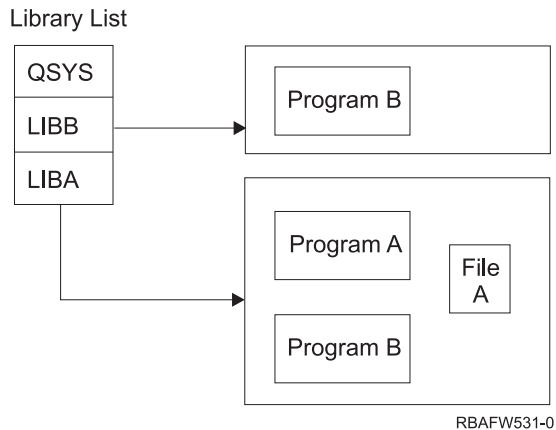 Library List
QSYS
LIBB
LIBA
Program B
Program A
File
A
Program B
RBAFW531-0